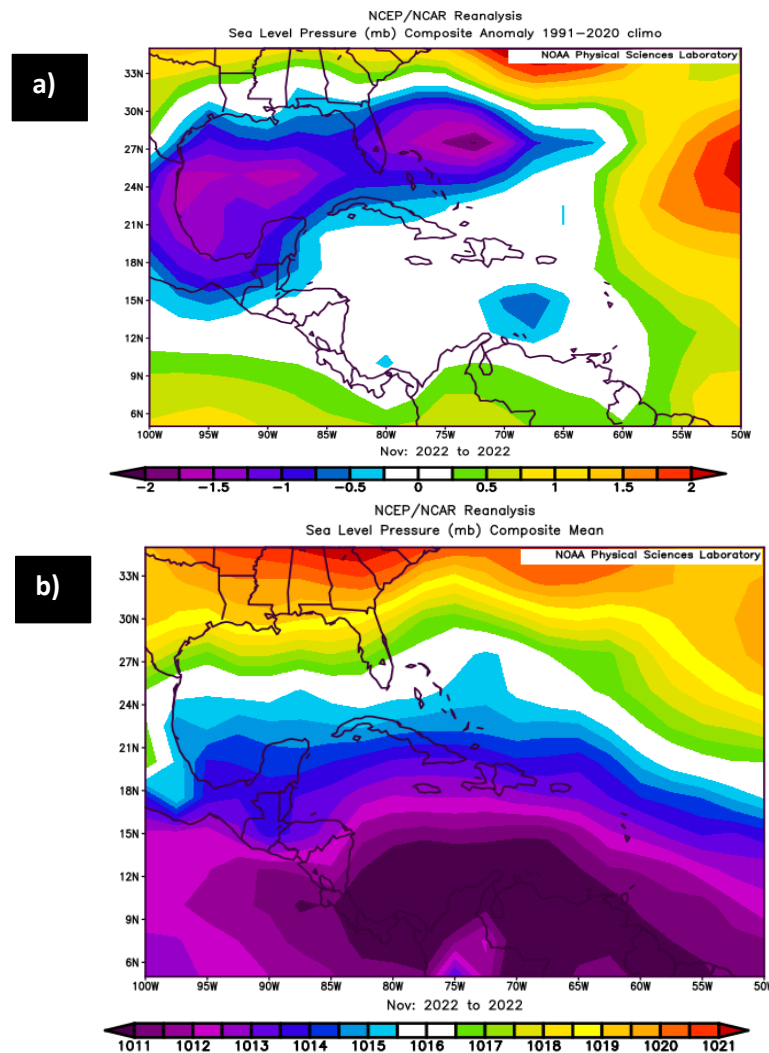 NCEP/NCAR Reanalysis
Sea Level Pressure (mb) Composite Anomaly 1991−2020 climo
a)
NOAA Physical Sciences Laboratory
33N
30N
27N
24N
21N
18N
15N
12N
9N
6N
100W 95W 90W 85W 80W 75W 70W 65W 60W 55W 50W
Nov: 2022 to 2022
−2 −1.5 −1 −0.5 0 0.5 1 1.5 2
NCEP/NCAR Reanalysis
Sea Level Pressure (mb) Composite Mean
b)
NOAA Physical Sciences Laboratory
33N
30N
27N
24N
21N
18N
15N
12N
9N
6N
100W 95W 90W 85W 80W 75W 70W 65W 60W 55W 50W
Nov: 2022 to 2022
1011 1012 1013 1014 1015 1016 1017 1018 1019 1020 1021